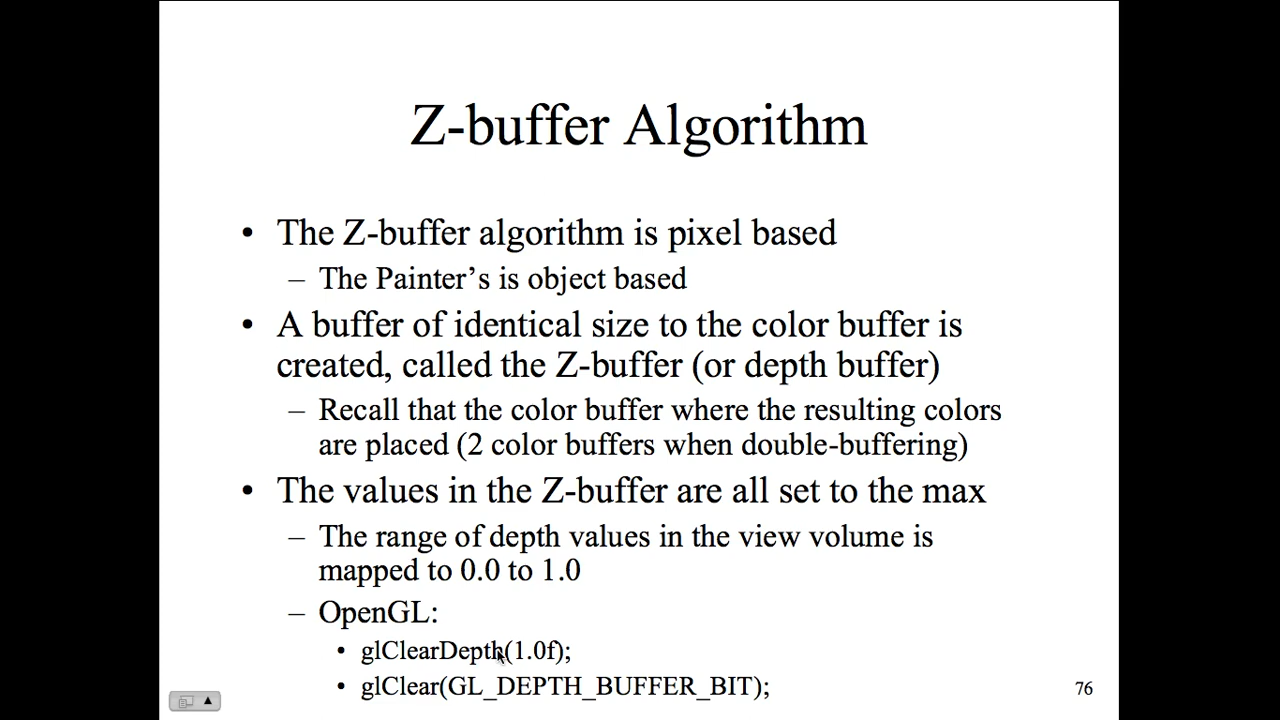 Z-buffer Algorithm
• The Z-buffer algorithm is pixel based
– The Painter’s is object based
• A buffer of identical size to the color buffer is
created, called the Z-buffer (or depth buffer)
– Recall that the color buffer where the resulting colors
are placed (2 color buffers when double-buffering)
• The values in the Z-buffer are all set to the max
– The range of depth values in the view volume is
mapped to 0.0 to 1.0
– OpenGL:
• glClearDepth(1.0f);
• glClear(GL_DEPTH_BUFFER_BIT);
76